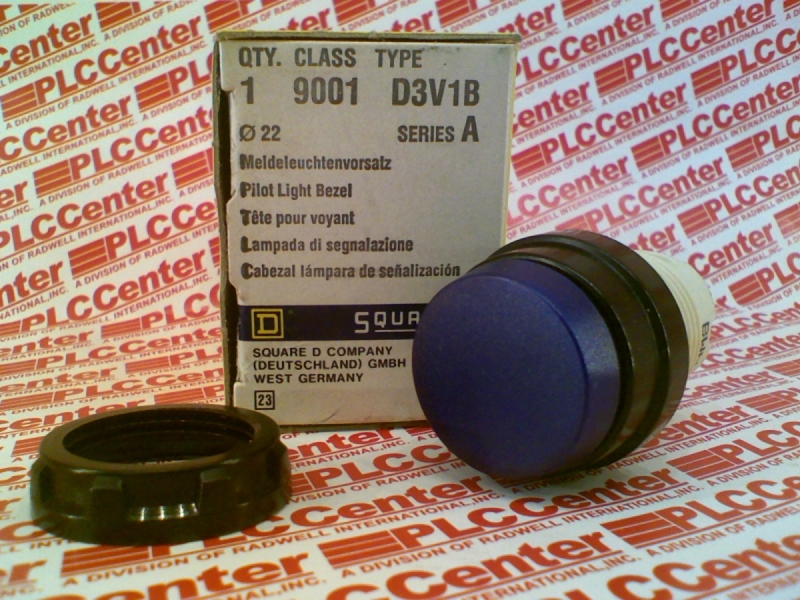 QTY. CLASS TYPE
1 9001 D3V1B
Ø 22 SERIES A
Meldeleuchtenvorsatz
Pilot Light Bezel
Tête pour voyant
Lampada di segnalazione
Cabezal lámpara de señalización
D SQUA
SQUARE D COMPANY
(DEUTSCHLAND) GMBH
WEST GERMANY
23
PLCCenter
A DIVISION OF RADWELL INTERNATIONAL, INC.